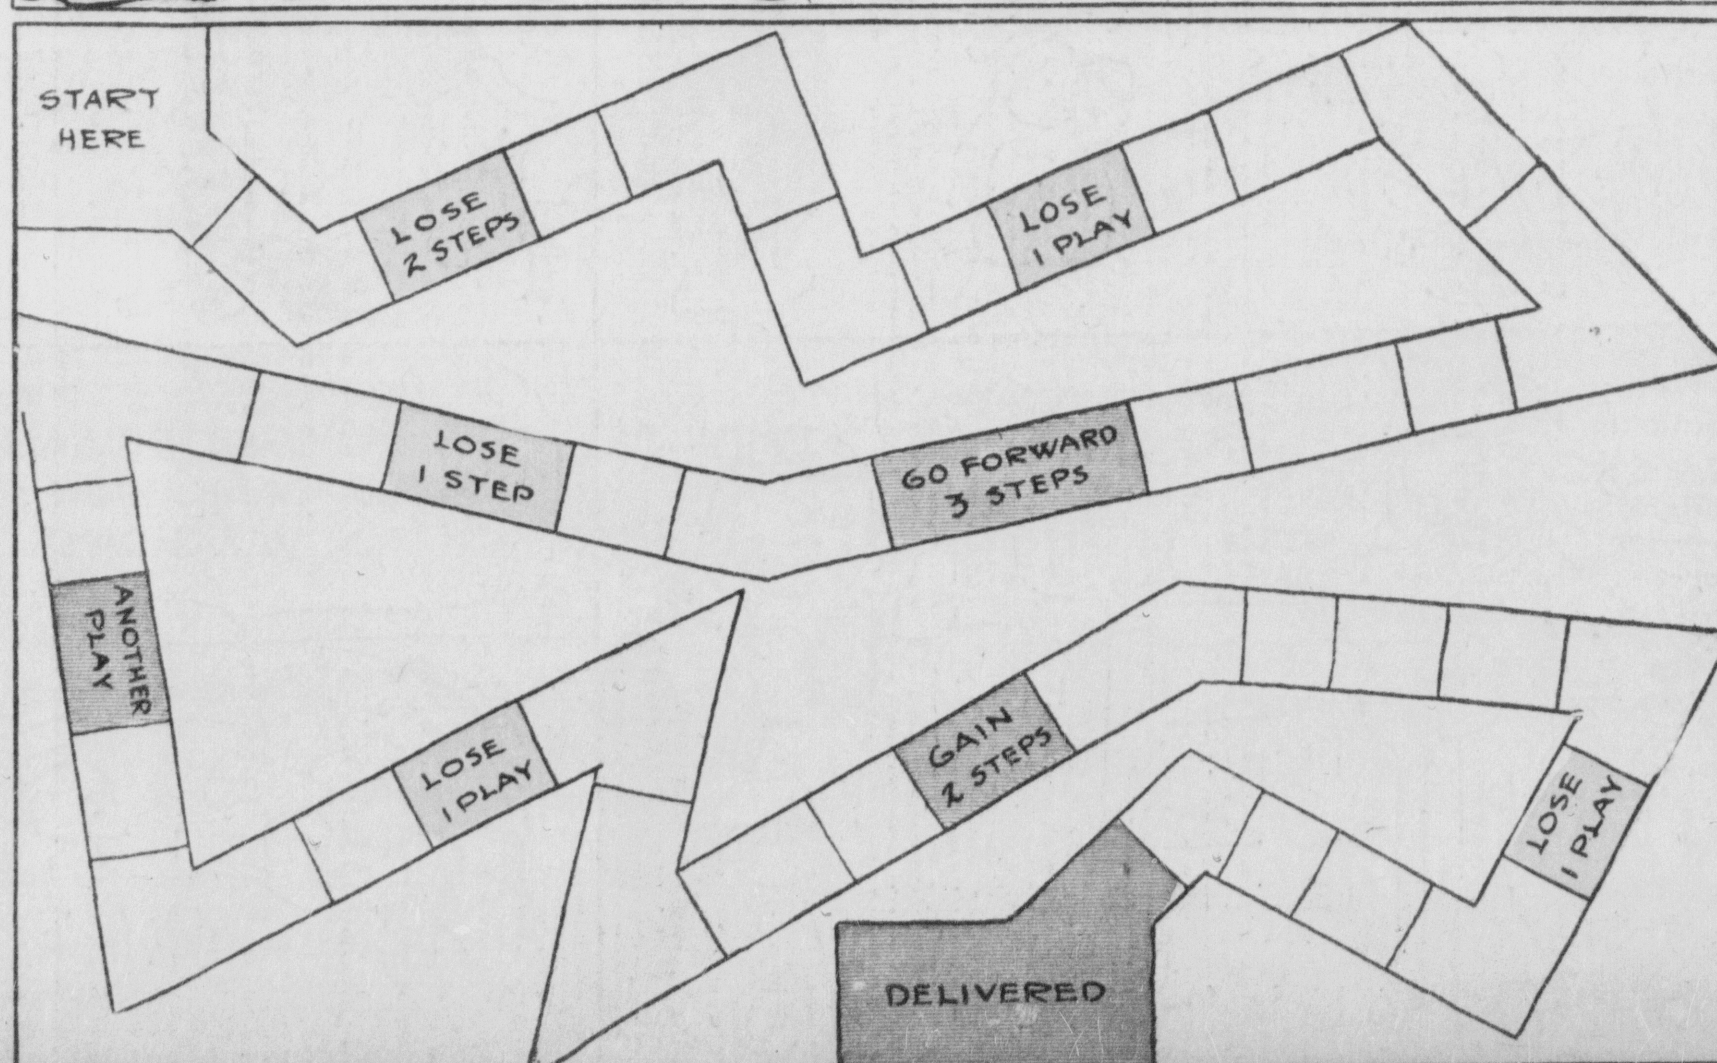 START
HERE
LOSE
2 STEPS
LOSE
1 PLAY
GO FORWARD
3 STEPS
LOSE
1 STEP
ANOTHER
PLAY
LOSE
1 PLAY
GAIN
2 STEPS
LOSE
1 PLAY
DELIVERED